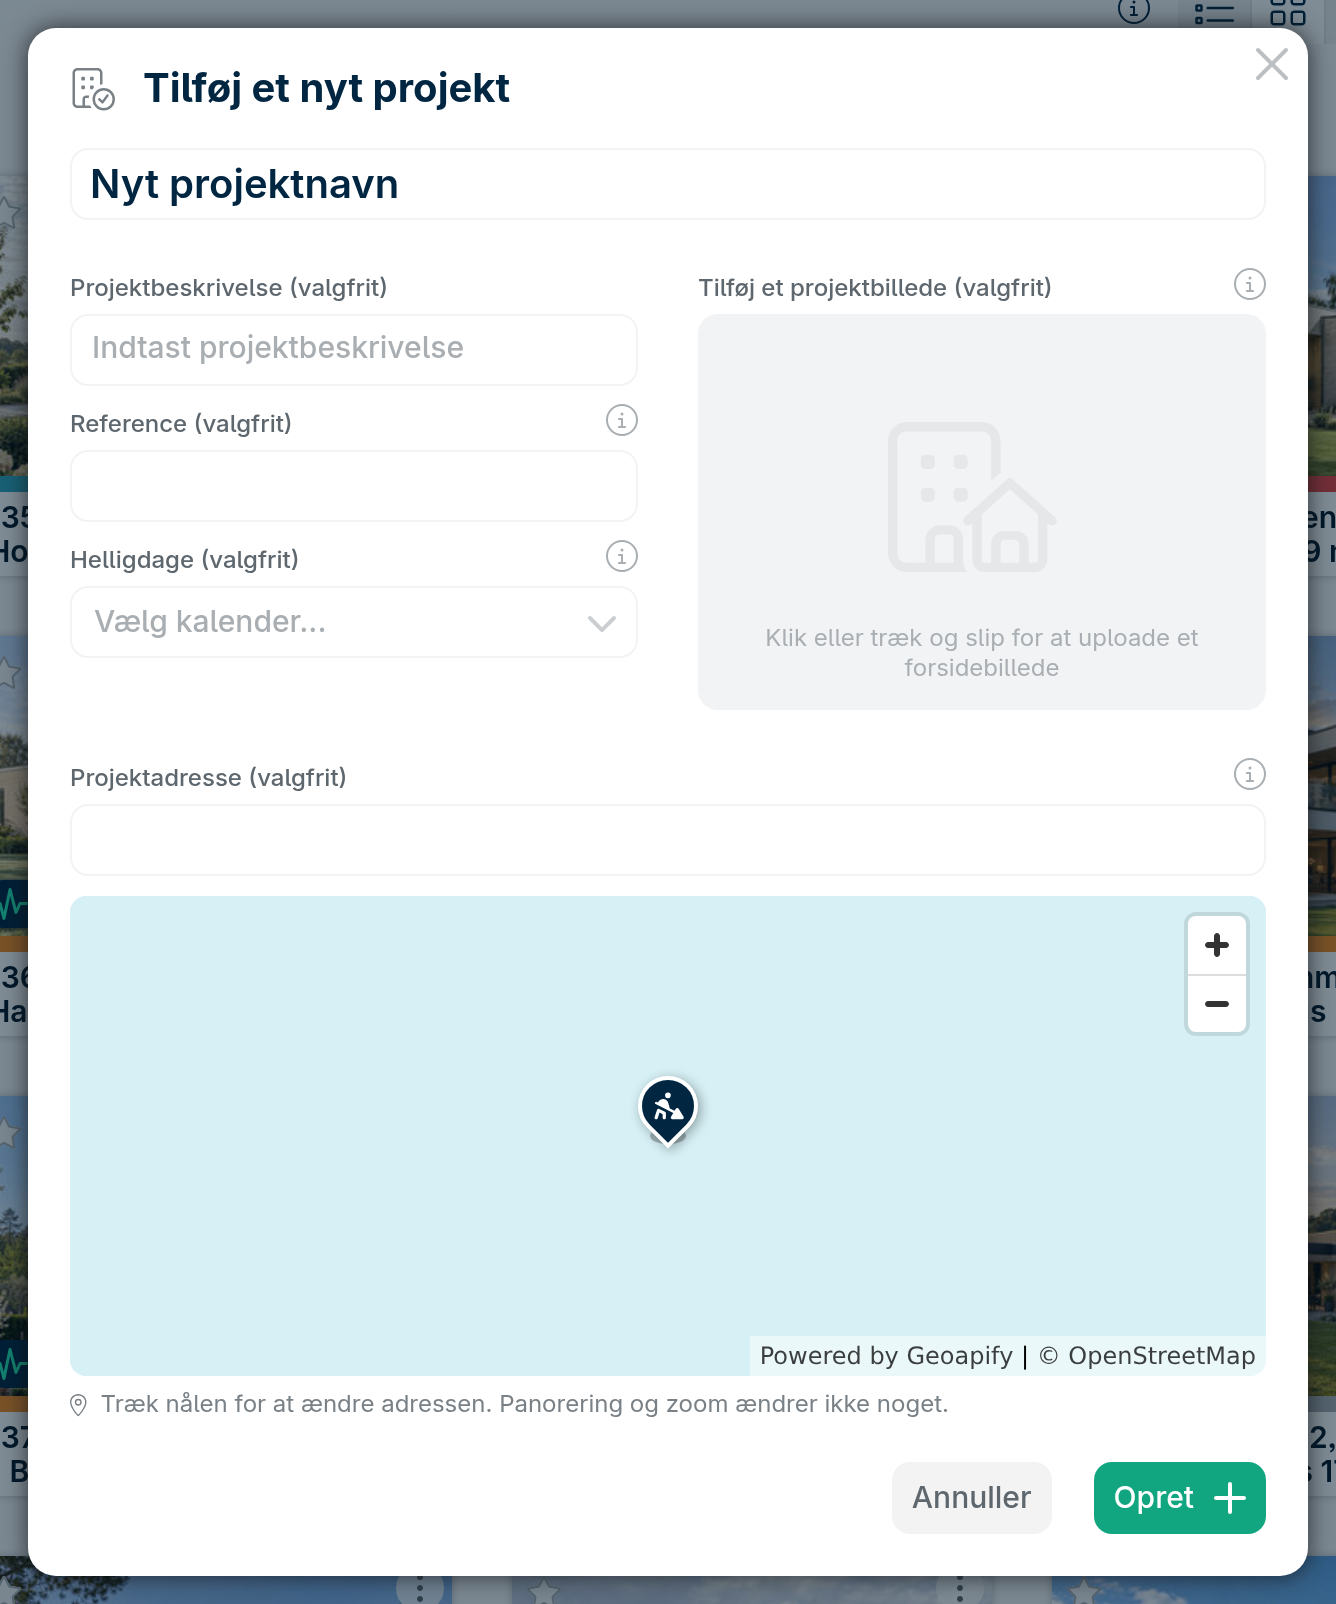 Tilføj et nyt projekt
Nyt projektnavn
Projektbeskrivelse (valgfrit)
Indtast projektbeskrivelse
Reference (valgfrit)
Helligdage (valgfrit)
Vælg kalender...
Tilføj et projektbillede (valgfrit)
Klik eller træk og slip for at uploade et
forsidebillede
Projektadresse (valgfrit)
Powered by Geoapify | © OpenStreetMap
Træk nålen for at ændre adressen. Panorering og zoom ændrer ikke noget.
Annuller
Opret